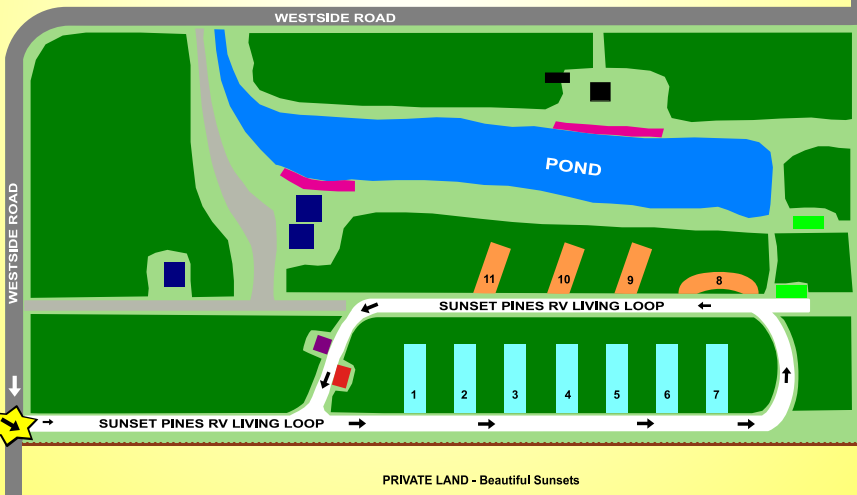 WESTSIDE ROAD
POND
WESTSIDE ROAD
11
10
9
8
SUNSET PINES RV LIVING LOOP
1
2
3
4
5
6
7
SUNSET PINES RV LIVING LOOP
PRIVATE LAND - Beautiful Sunsets